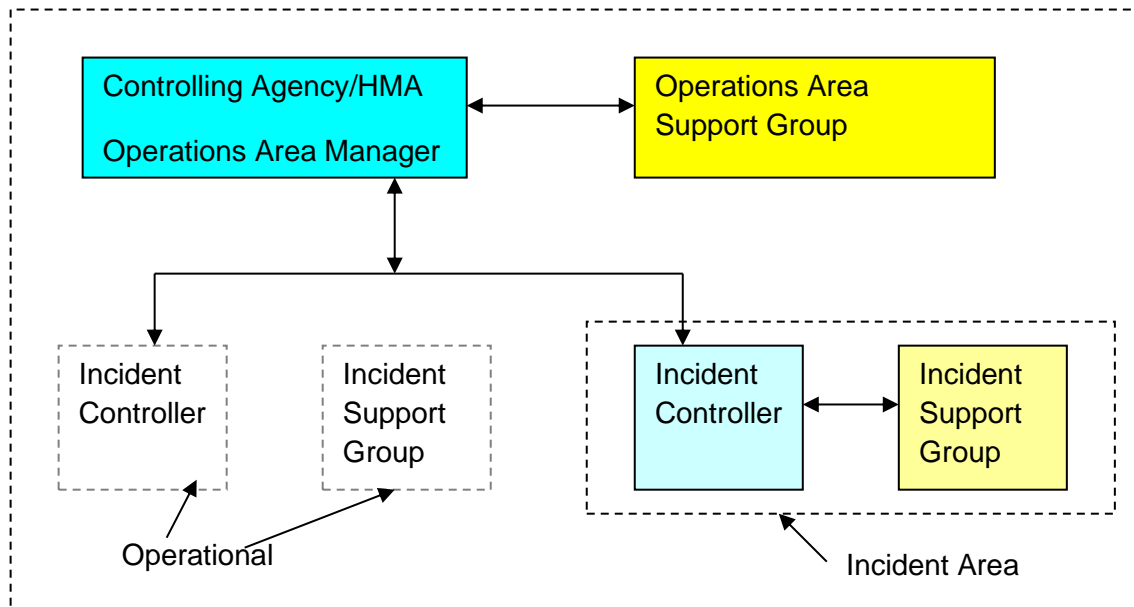 Controlling Agency/HMA
Operations Area Manager
Operations Area
Support Group
Incident
Controller
Incident
Support
Group
Incident
Controller
Incident
Support
Group
Operational
Incident Area